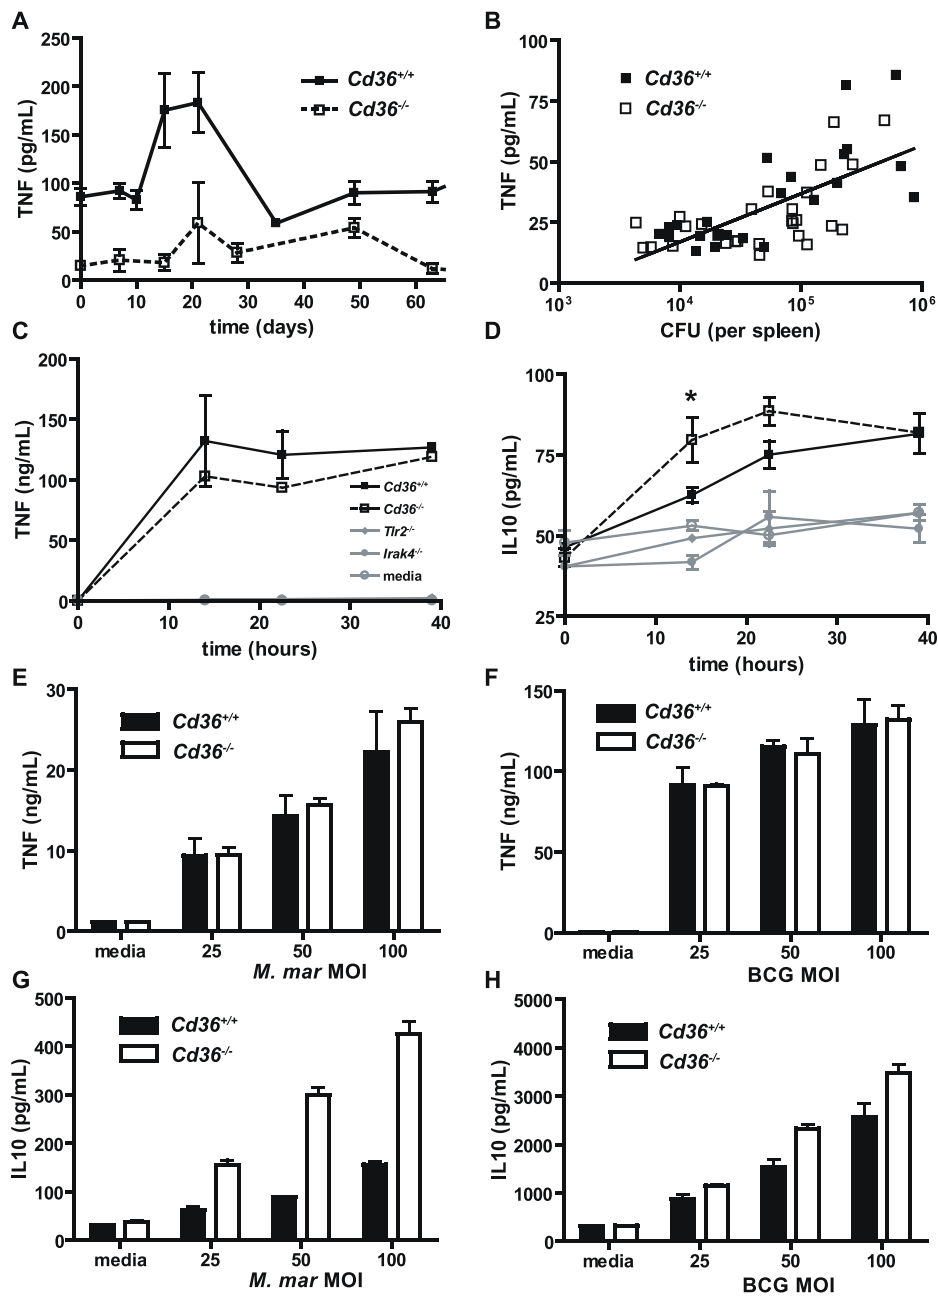 A
TNF (pg/mL)
250
200
150
100
50
0
Cd36+/+
Cd36-/-
0 10 20 30 40 50 60
time (days)
B
TNF (pg/mL)
100
75
50
25
0
Cd36+/+
Cd36-/-
10³ 10⁴ 10⁵ 10⁶
CFU (per spleen)
C
TNF (ng/mL)
200
150
100
50
0
Cd36+/+
Cd36-/-
Tlr2-/-
Irak4-/-
media
0 10 20 30 40
time (hours)
D
IL10 (pg/mL)
100
75
50
25
*
0 10 20 30 40
time (hours)
E
TNF (ng/mL)
30
20
10
0
Cd36+/+
Cd36-/-
media 25 50 100
M. mar MOI
F
TNF (ng/mL)
150
100
50
0
Cd36+/+
Cd36-/-
media 25 50 100
BCG MOI
G
IL10 (pg/mL)
500
400
300
200
100
0
Cd36+/+
Cd36-/-
media 25 50 100
M. mar MOI
H
IL10 (pg/mL)
5000
4000
3000
2000
1000
0
Cd36+/+
Cd36-/-
media 25 50 100
BCG MOI